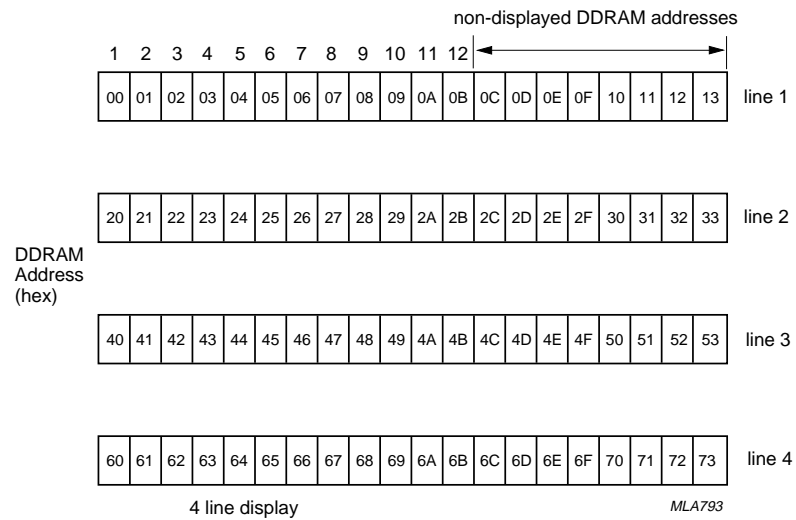 non-displayed DDRAM addresses
1 2 3 4 5 6 7 8 9 10 11 12
00 01 02 03 04 05 06 07 08 09 0A 0B 0C 0D 0E 0F 10 11 12 13 line 1
20 21 22 23 24 25 26 27 28 29 2A 2B 2C 2D 2E 2F 30 31 32 33 line 2
DDRAM
Address
(hex)
40 41 42 43 44 45 46 47 48 49 4A 4B 4C 4D 4E 4F 50 51 52 53 line 3
60 61 62 63 64 65 66 67 68 69 6A 6B 6C 6D 6E 6F 70 71 72 73 line 4
4 line display MLA793